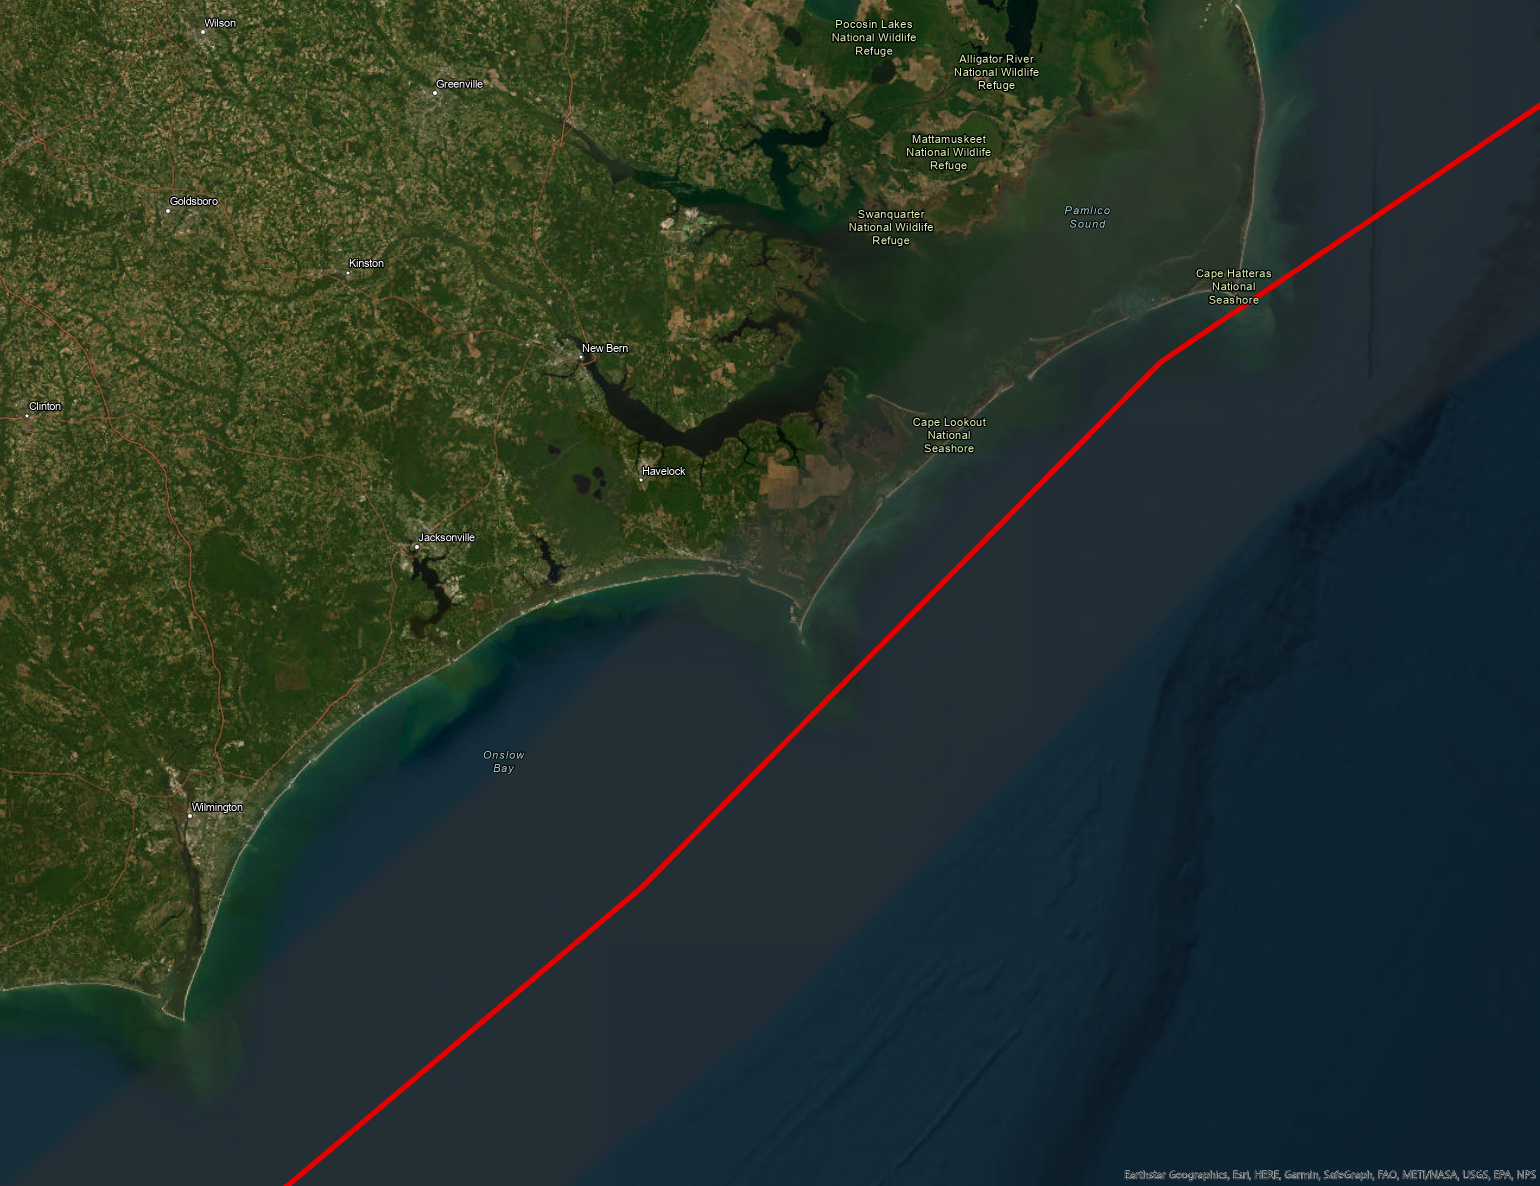 Wilson
Pocosin Lakes
National Wildlife
Refuge
Alligator River
National Wildlife
Refuge
Greenville
Mattamuskeet
National Wildlife
Refuge
Goldsboro
Swanquarter
National Wildlife
Refuge
Pamlico
Sound
Kinston
Cape Hatteras
National
Seashore
New Bern
Clinton
Cape Lookout
National
Seashore
Havelock
Jacksonville
Onslow
Bay
Wilmington
Earthstar Geographics, Esri, HERE, Garmin, SafeGraph, FAO, METI/NASA, USGS, EPA, NPS